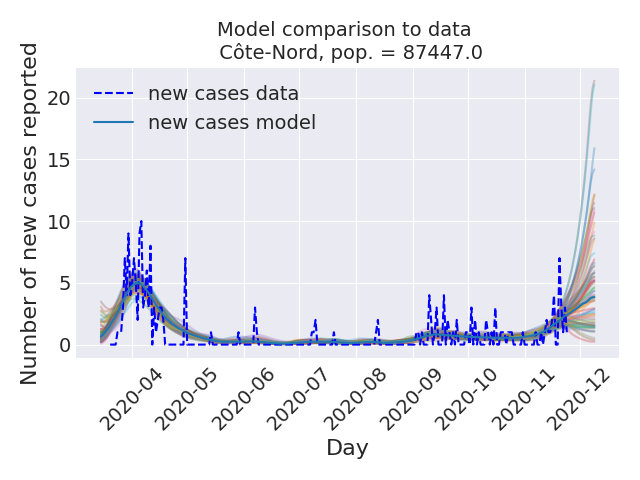 Model comparison to data
Côte-Nord, pop. = 87447.0
Number of new cases reported
20
15
10
5
0
new cases data
new cases model
2020-04
2020-05
2020-06
2020-07
2020-08
2020-09
2020-10
2020-11
2020-12
Day